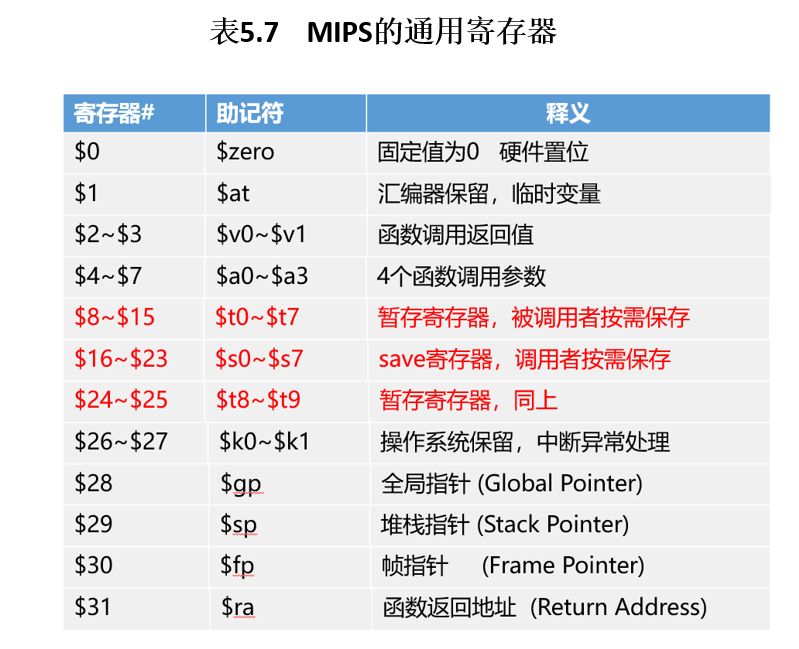 表5.7 MIPS的通用寄存器
寄存器# 助记符 释义
$0 $zero 固定值为0 硬件置位
$1 $at 汇编器保留，临时变量
$2~$3 $v0~$v1 函数调用返回值
$4~$7 $a0~$a3 4个函数调用参数
$8~$15 $t0~$t7 暂存寄存器，被调用者按需保存
$16~$23 $s0~$s7 save寄存器，调用者按需保存
$24~$25 $t8~$t9 暂存寄存器，同上
$26~$27 $k0~$k1 操作系统保留，中断异常处理
$28 $gp 全局指针 (Global Pointer)
$29 $sp 堆栈指针 (Stack Pointer)
$30 $fp 帧指针 (Frame Pointer)
$31 $ra 函数返回地址 (Return Address)